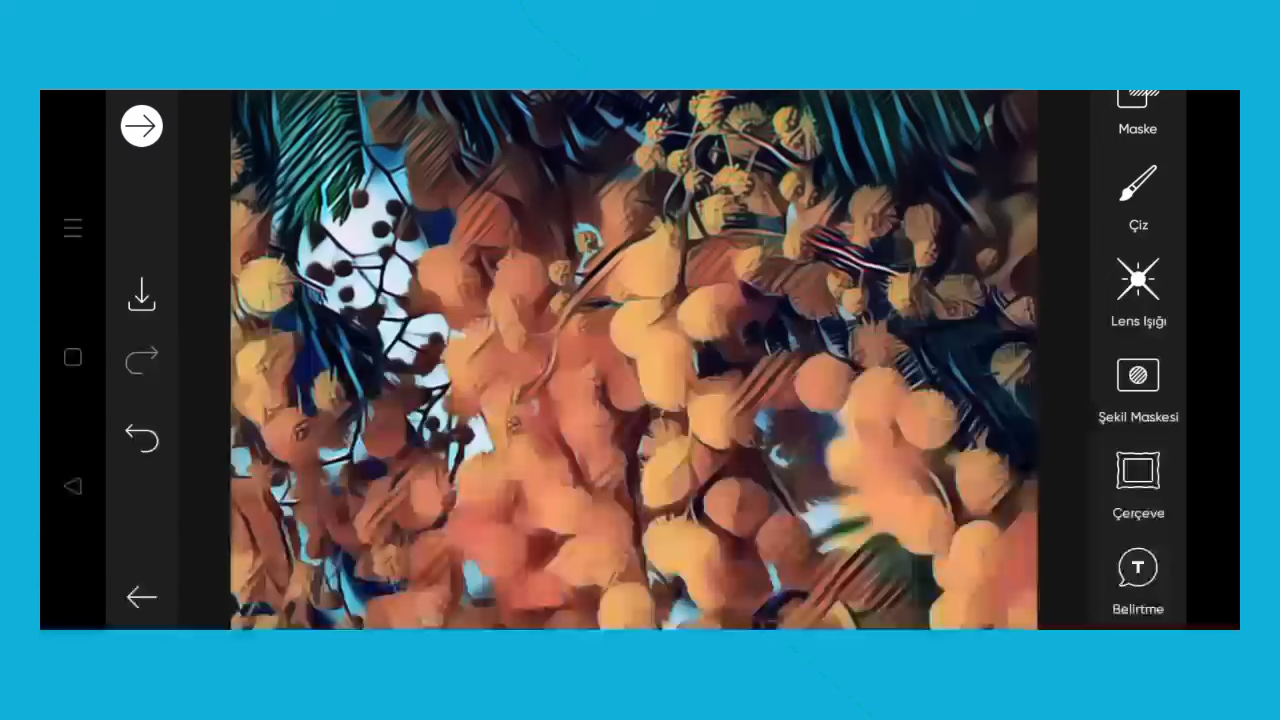 Maske
Çiz
Lens Işığı
Şekil Maskesi
Çerçeve
T
Belirtme